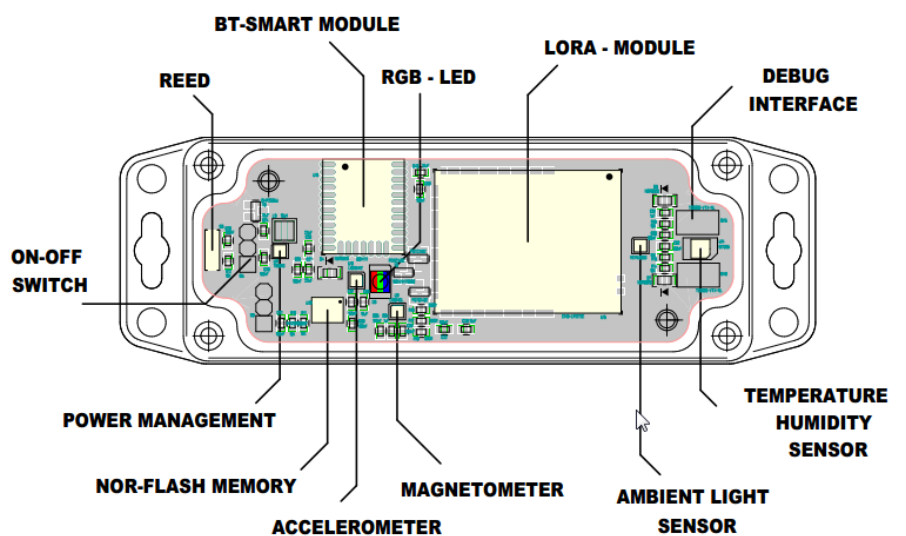 BT-SMART MODULE
LORA - MODULE
REED
RGB - LED
DEBUG
INTERFACE
ON-OFF
SWITCH
POWER MANAGEMENT
TEMPERATURE
HUMIDITY
SENSOR
NOR-FLASH MEMORY
MAGNETOMETER
AMBIENT LIGHT
SENSOR
ACCELEROMETER